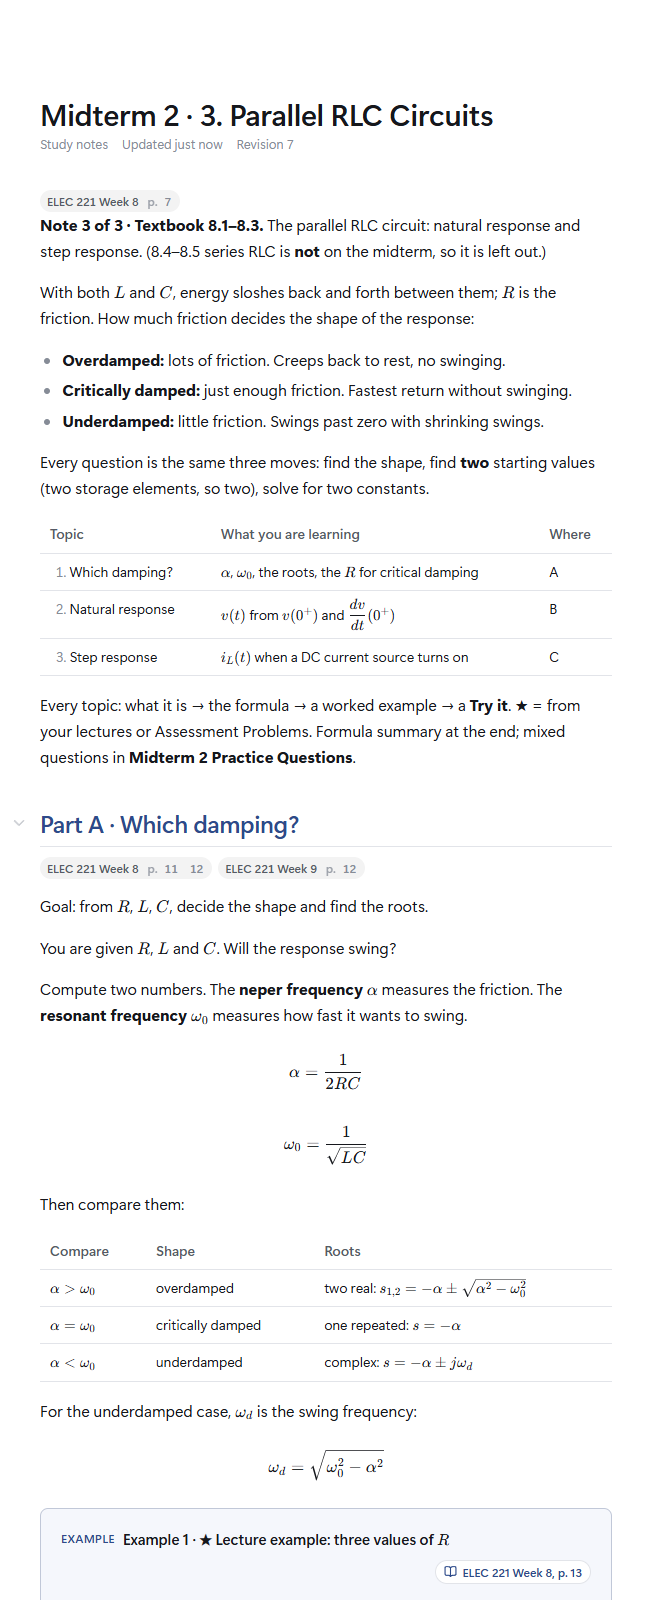 Midterm 2 · 3. Parallel RLC Circuits
Study notes Updated just now Revision 7
ELEC 221 Week 8 p. 7
Note 3 of 3 · Textbook 8.1–8.3. The parallel RLC circuit: natural response and
step response. (8.4–8.5 series RLC is not on the midterm, so it is left out.)
With both L and C, energy sloshes back and forth between them; R is the
friction. How much friction decides the shape of the response:
• Overdamped: lots of friction. Creeps back to rest, no swinging.
• Critically damped: just enough friction. Fastest return without swinging.
• Underdamped: little friction. Swings past zero with shrinking swings.
Every question is the same three moves: find the shape, find two starting values
(two storage elements, so two), solve for two constants.
Topic What you are learning Where
1. Which damping? α, ω₀, the roots, the R for critical damping A
2. Natural response v(t) from v(0⁺) and dv/dt(0⁺) B
3. Step response i_L(t) when a DC current source turns on C
Every topic: what it is → the formula → a worked example → a Try it. ★ = from
your lectures or Assessment Problems. Formula summary at the end; mixed
questions in Midterm 2 Practice Questions.
Part A · Which damping?
ELEC 221 Week 8 p. 11 12 ELEC 221 Week 9 p. 12
Goal: from R, L, C, decide the shape and find the roots.
You are given R, L and C. Will the response swing?
Compute two numbers. The neper frequency α measures the friction. The
resonant frequency ω₀ measures how fast it wants to swing.
α = 1/(2RC)
ω₀ = 1/√(LC)
Then compare them:
Compare Shape Roots
α > ω₀ overdamped two real: s₁,₂ = −α ± √(α² − ω₀²)
α = ω₀ critically damped one repeated: s = −α
α < ω₀ underdamped complex: s = −α ± jω_d
For the underdamped case, ω_d is the swing frequency:
ω_d = √(ω₀² − α²)
EXAMPLE Example 1 · ★ Lecture example: three values of R
ELEC 221 Week 8, p. 13